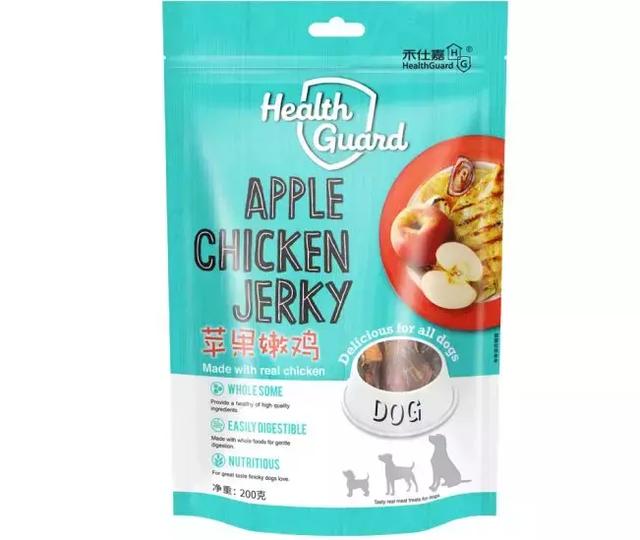 禾仕嘉 H ®
HealthGuard G
Health
Guard
APPLE
CHICKEN
JERKY
苹果嫩鸡
Made with real chicken
Delicious for all dogs
DOG
WHOLESOME
Provide a healthy of high quality
ingredients.
EASILY DIGESTIBLE
Made with whole foods for gentle
digestion.
NUTRITIOUS
For great taste finicky dogs love.
净重：200克
Tasty real meat treats for dogs